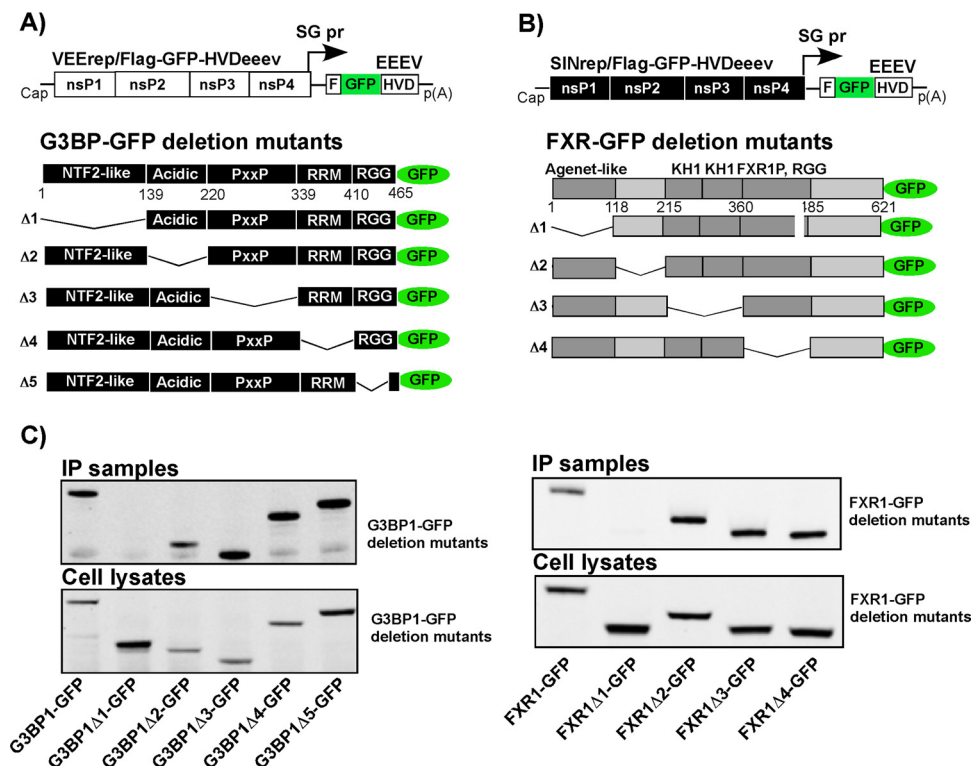 A)
SG pr
VEErep/Flag-GFP-HVDeeev
EEEV
Cap nsP1 nsP2 nsP3 nsP4 F GFP HVD p(A)
G3BP-GFP deletion mutants
NTF2-like Acidic PxxP RRM RGG GFP
1 139 220 339 410 465
Δ1 Acidic PxxP RRM RGG GFP
Δ2 NTF2-like PxxP RRM RGG GFP
Δ3 NTF2-like Acidic RRM RGG GFP
Δ4 NTF2-like Acidic PxxP RGG GFP
Δ5 NTF2-like Acidic PxxP RRM GFP
B)
SG pr
SINrep/Flag-GFP-HVDeeev
EEEV
Cap nsP1 nsP2 nsP3 nsP4 F GFP HVD p(A)
FXR-GFP deletion mutants
Agenet-like KH1 KH1 FXR1P, RGG
GFP
1 118 215 360 185 621
Δ1 GFP
Δ2 GFP
Δ3 GFP
Δ4 GFP
C)
IP samples
G3BP1-GFP
deletion mutants
Cell lysates
G3BP1-GFP
deletion mutants
G3BP1-GFP
G3BP1Δ1-GFP
G3BP1Δ2-GFP
G3BP1Δ3-GFP
G3BP1Δ4-GFP
G3BP1Δ5-GFP
IP samples
FXR1-GFP
deletion mutants
Cell lysates
FXR1-GFP
deletion mutants
FXR1-GFP
FXR1Δ1-GFP
FXR1Δ2-GFP
FXR1Δ3-GFP
FXR1Δ4-GFP